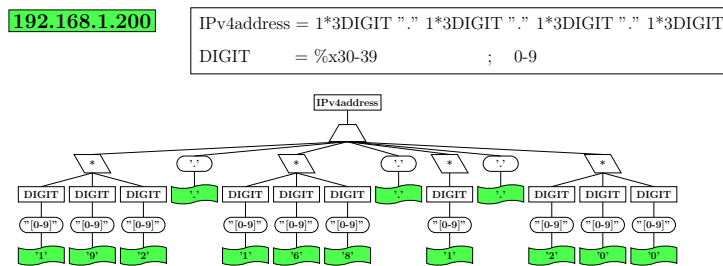 192.168.1.200
IPv4address = 1*3DIGIT "." 1*3DIGIT "." 1*3DIGIT "." 1*3DIGIT
DIGIT = %x30-39 ; 0-9
IPv4address
* '.' * '.' * '.' *
DIGIT DIGIT DIGIT '.' DIGIT DIGIT DIGIT '.' DIGIT '.' DIGIT DIGIT DIGIT
"[0-9]" "[0-9]" "[0-9]" "[0-9]" "[0-9]" "[0-9]" "[0-9]" "[0-9]" "[0-9]" "[0-9]"
'1' '9' '2' '1' '6' '8' '1' '2' '0' '0'